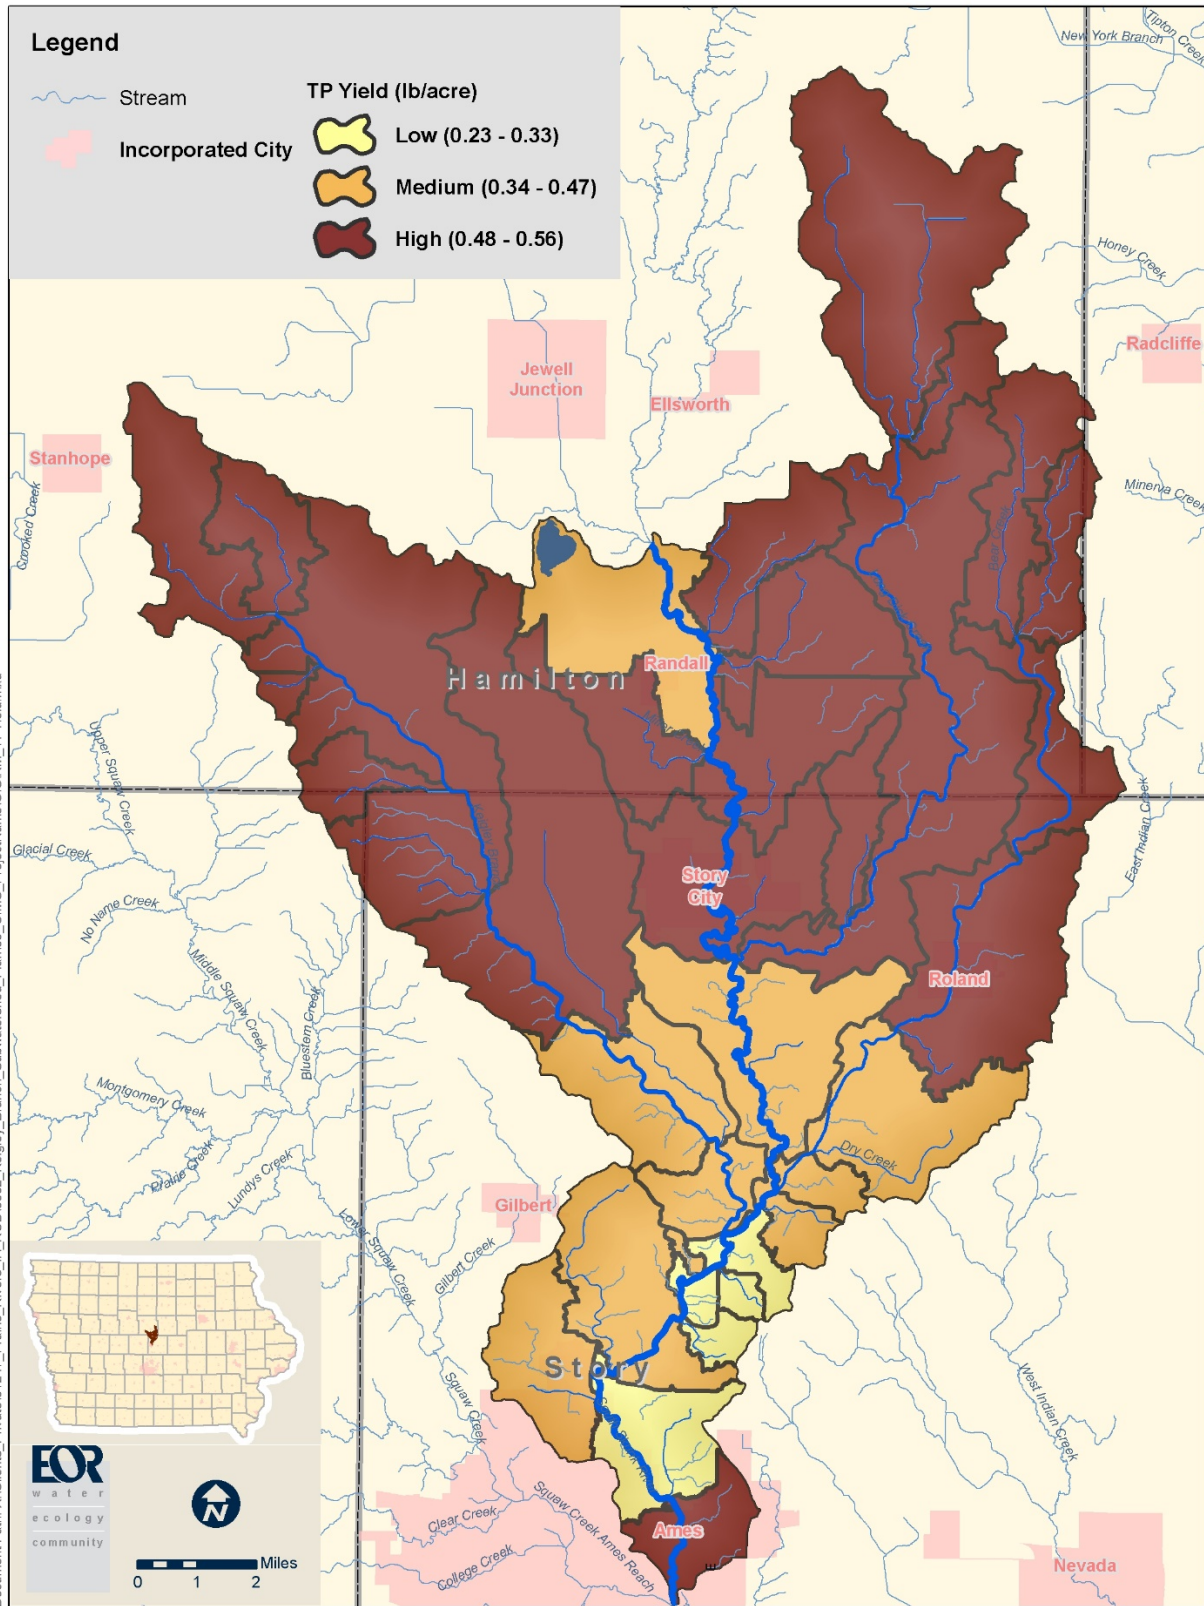 Legend
Stream
Incorporated City
TP Yield (lb/acre)
Low (0.23 - 0.33)
Medium (0.34 - 0.47)
High (0.48 - 0.56)
New York Branch
Tipton Creek
Honey Creek
Radcliffe
Jewell
Junction
Ellsworth
Stanhope
Crooked Creek
Minerva Creek
Bear Creek
Randall
Hamilton
Upper Squaw Creek
Keigley Branch
Glacial Creek
East Indian Creek
Story
City
No Name Creek
Middle Squaw Creek
Roland
Bluestem Creek
Montgomery Creek
Dry Creek
Prairie Creek
Lundys Creek
Gilbert
Lower Squaw Creek
Gilbert Creek
Story
West Indian Creek
Squaw Creek
Squaw Creek Ames Reach
Clear Creek
College Creek
Ames
Nevada
EOR
water
ecology
community
N
Miles
0 1 2